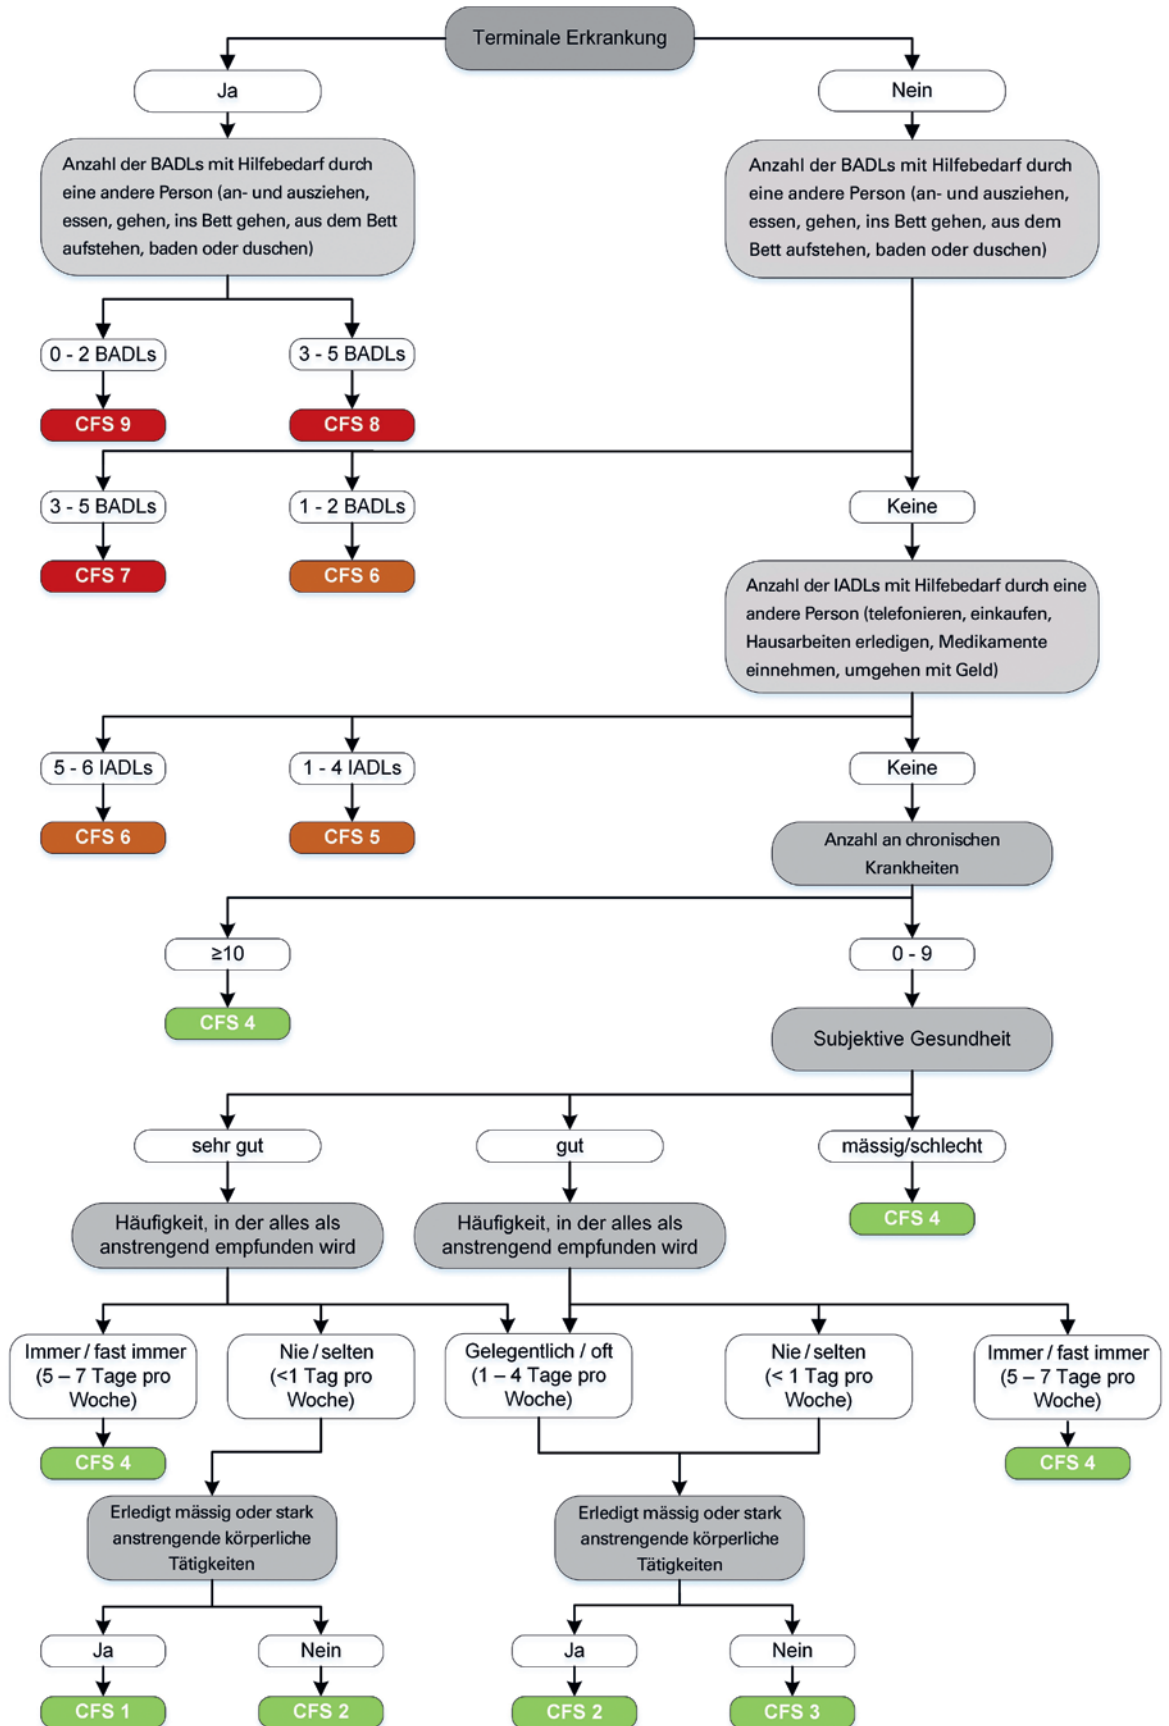 Terminale Erkrankung
Ja
Nein
Anzahl der BADLs mit Hilfebedarf durch
eine andere Person (an- und ausziehen,
essen, gehen, ins Bett gehen, aus dem Bett
aufstehen, baden oder duschen)
Anzahl der BADLs mit Hilfebedarf durch
eine andere Person (an- und ausziehen,
essen, gehen, ins Bett gehen, aus dem
Bett aufstehen, baden oder duschen)
0 - 2 BADLs
3 - 5 BADLs
CFS 9
CFS 8
3 - 5 BADLs
1 - 2 BADLs
Keine
CFS 7
CFS 6
Anzahl der IADLs mit Hilfebedarf durch eine
andere Person (telefonieren, einkaufen,
Hausarbeiten erledigen, Medikamente
einnehmen, umgehen mit Geld)
5 - 6 IADLs
1 - 4 IADLs
Keine
CFS 6
CFS 5
Anzahl an chronischen
Krankheiten
≥10
0 - 9
CFS 4
Subjektive Gesundheit
sehr gut
gut
mässig/schlecht
CFS 4
Häufigkeit, in der alles als
anstrengend empfunden wird
Häufigkeit, in der alles als
anstrengend empfunden wird
Immer / fast immer
(5 – 7 Tage pro
Woche)
Nie / selten
(<1 Tag pro
Woche)
Gelegentlich / oft
(1 – 4 Tage pro
Woche)
Nie / selten
(< 1 Tag pro
Woche)
Immer / fast immer
(5 – 7 Tage pro
Woche)
CFS 4
CFS 4
Erledigt mässig oder stark
anstrengende körperliche
Tätigkeiten
Erledigt mässig oder stark
anstrengende körperliche
Tätigkeiten
Ja
Nein
Ja
Nein
CFS 1
CFS 2
CFS 2
CFS 3